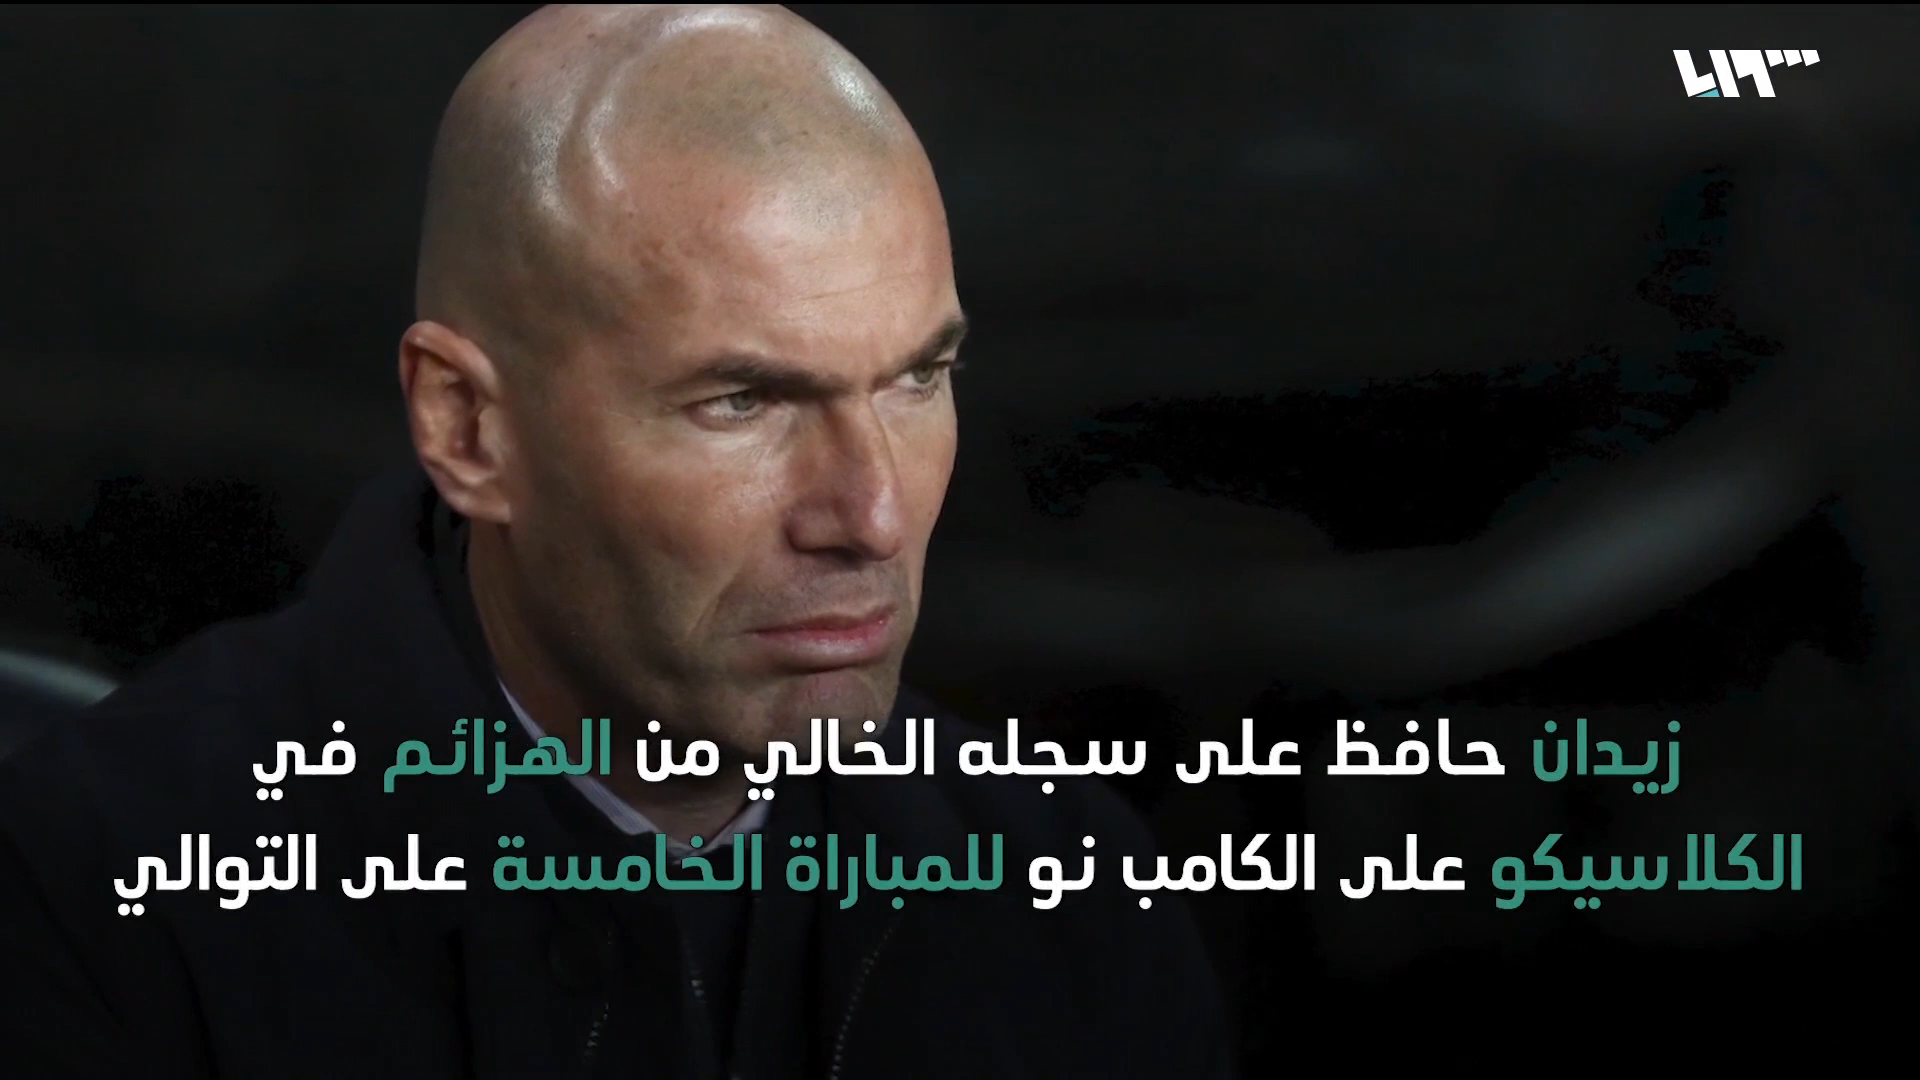 زيدان حافظ على سجله الخالي من الهزائم في
الكلاسيكو على الكامب نو للمباراة الخامسة على التوالي